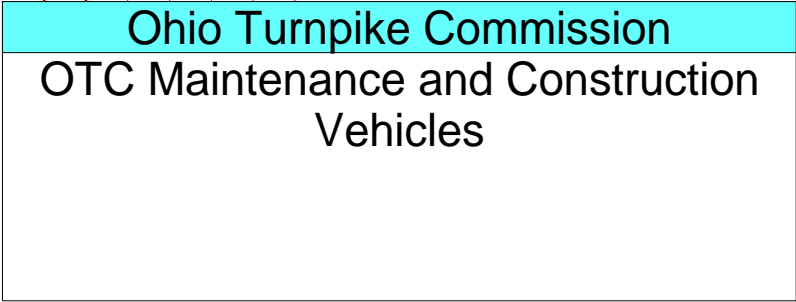 Ohio Turnpike Commission
OTC Maintenance and Construction
Vehicles